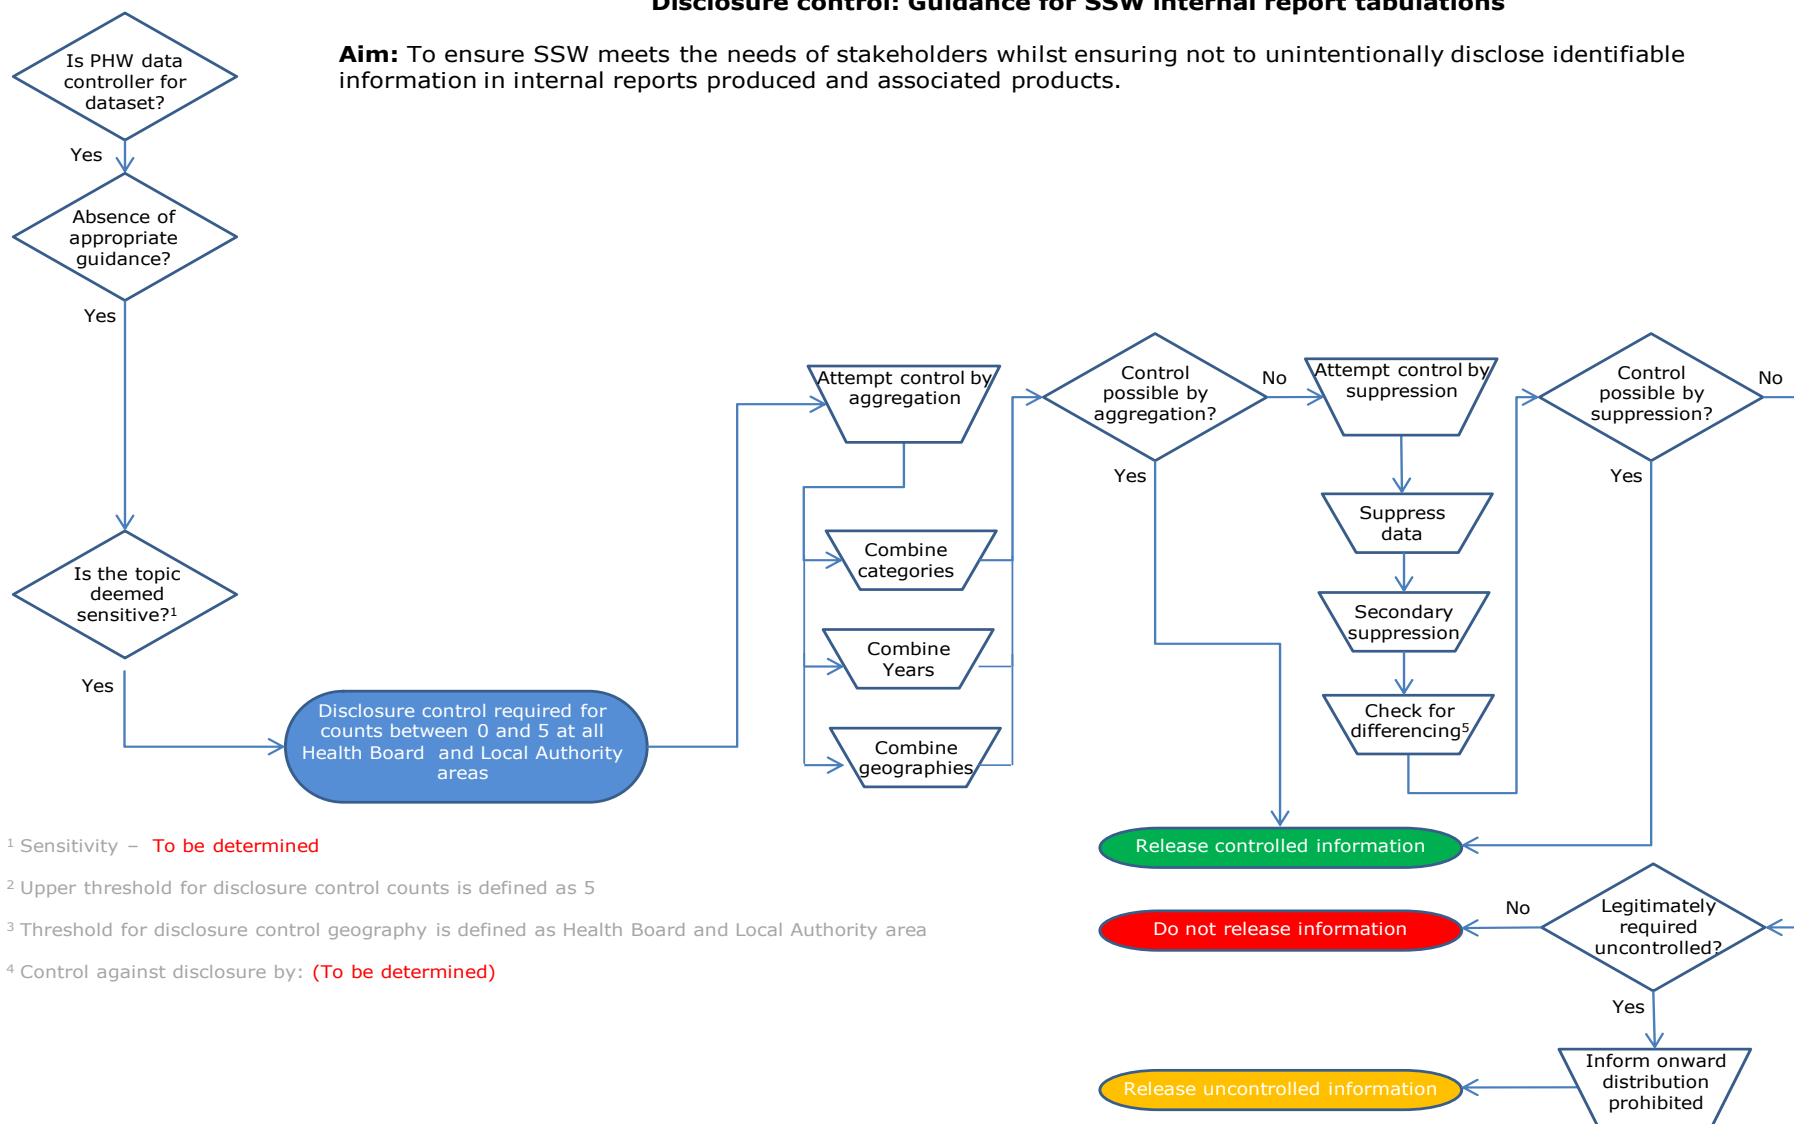 Disclosure control: Guidance for SSW internal report tabulations
Aim: To ensure SSW meets the needs of stakeholders whilst ensuring not to unintentionally disclose identifiable
information in internal reports produced and associated products.
Is PHW data
controller for
dataset?
Yes
Absence of
appropriate
guidance?
Yes
Is the topic
deemed
sensitive?¹
Yes
Disclosure control required for
counts between 0 and 5 at all
Health Board and Local Authority
areas
Attempt control by
aggregation
Combine
categories
Combine
Years
Combine
geographies
Control
possible by
aggregation?
No
Yes
Attempt control by
suppression
Suppress
data
Secondary
suppression
Check for
differencing⁵
Control
possible by
suppression?
No
Yes
Release controlled information
Legitimately
required
uncontrolled?
No
Do not release information
Yes
Inform onward
distribution
prohibited
Release uncontrolled information
¹ Sensitivity – To be determined
² Upper threshold for disclosure control counts is defined as 5
³ Threshold for disclosure control geography is defined as Health Board and Local Authority area
⁴ Control against disclosure by: (To be determined)